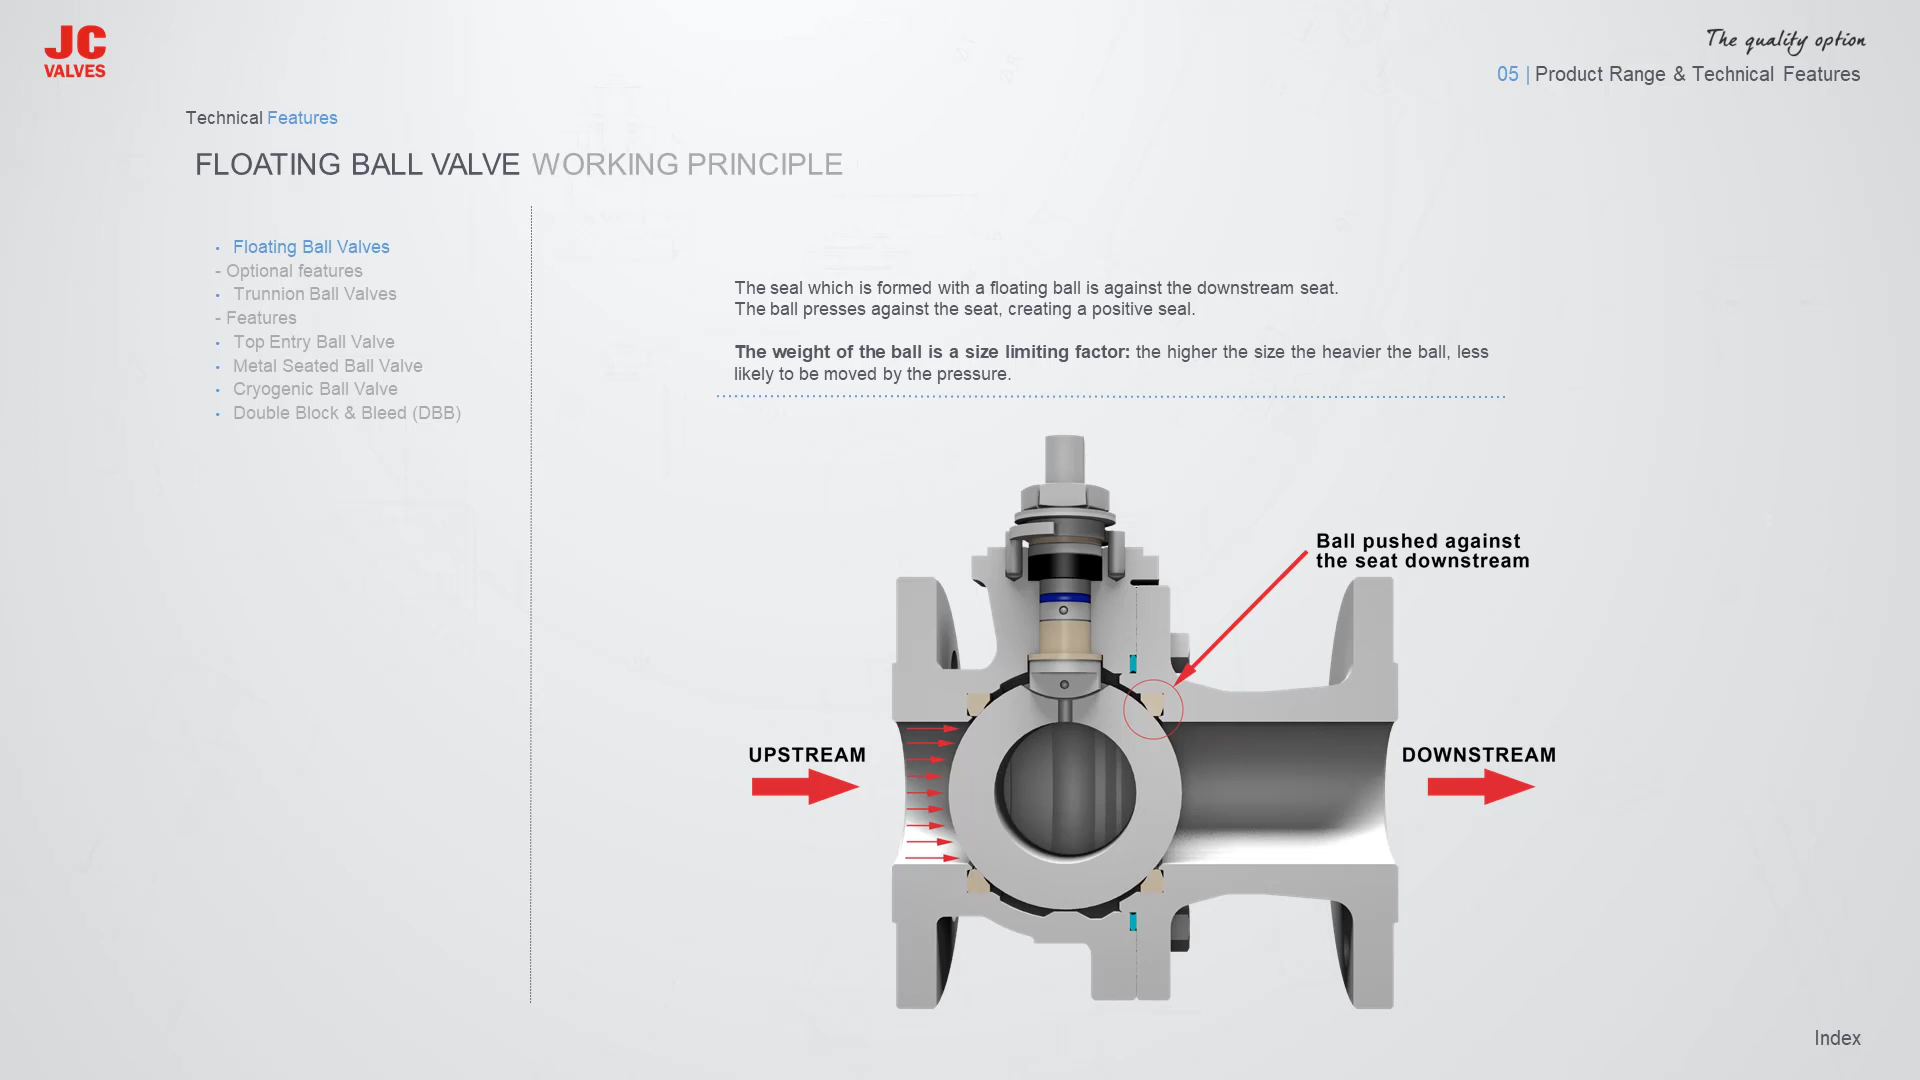 JC
VALVES
The quality option
05 | Product Range & Technical Features
Technical Features
FLOATING BALL VALVE WORKING PRINCIPLE
• Floating Ball Valves
- Optional features
• Trunnion Ball Valves
- Features
• Top Entry Ball Valve
• Metal Seated Ball Valve
• Cryogenic Ball Valve
• Double Block & Bleed (DBB)
The seal which is formed with a floating ball is against the downstream seat.
The ball presses against the seat, creating a positive seal.
The weight of the ball is a size limiting factor: the higher the size the heavier the ball, less
likely to be moved by the pressure.
Ball pushed against
the seat downstream
UPSTREAM
DOWNSTREAM
Index